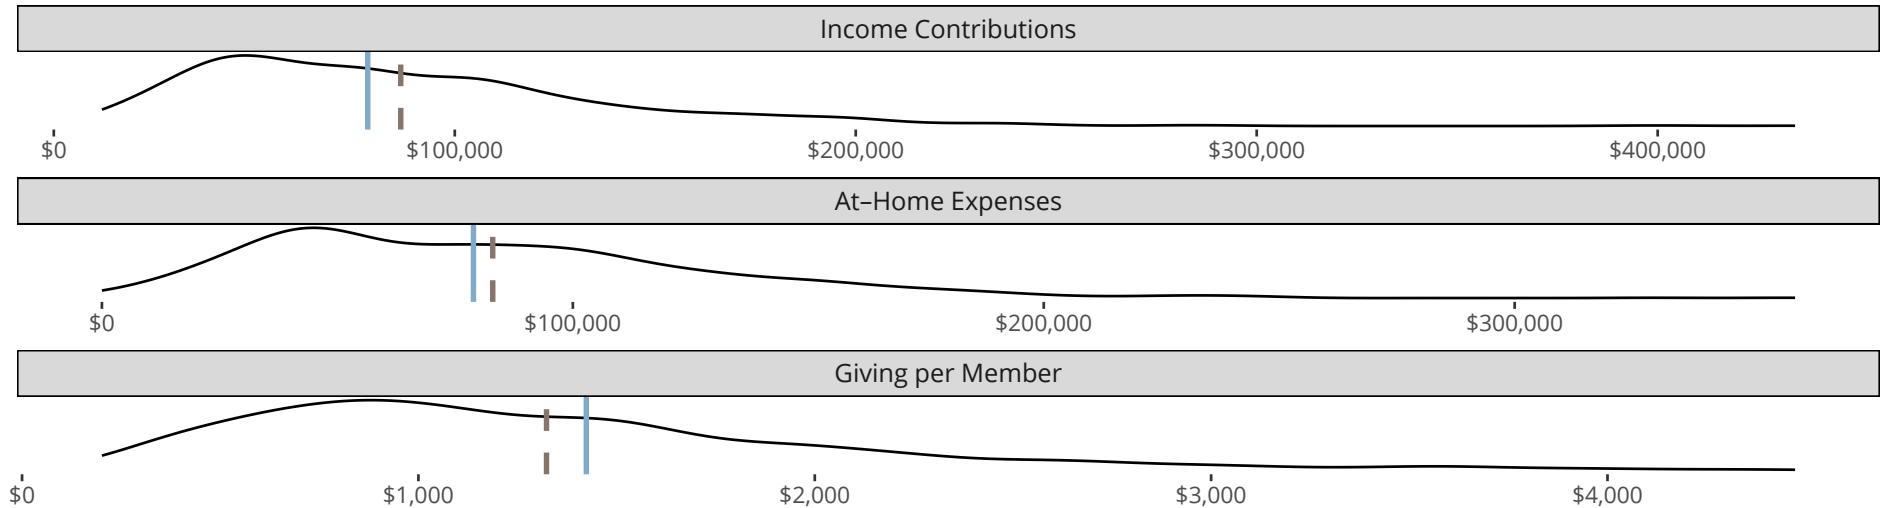 Income Contributions
$0 $100,000 $200,000 $300,000 $400,000
At–Home Expenses
$0 $100,000 $200,000 $300,000
Giving per Member
$0 $1,000 $2,000 $3,000 $4,000